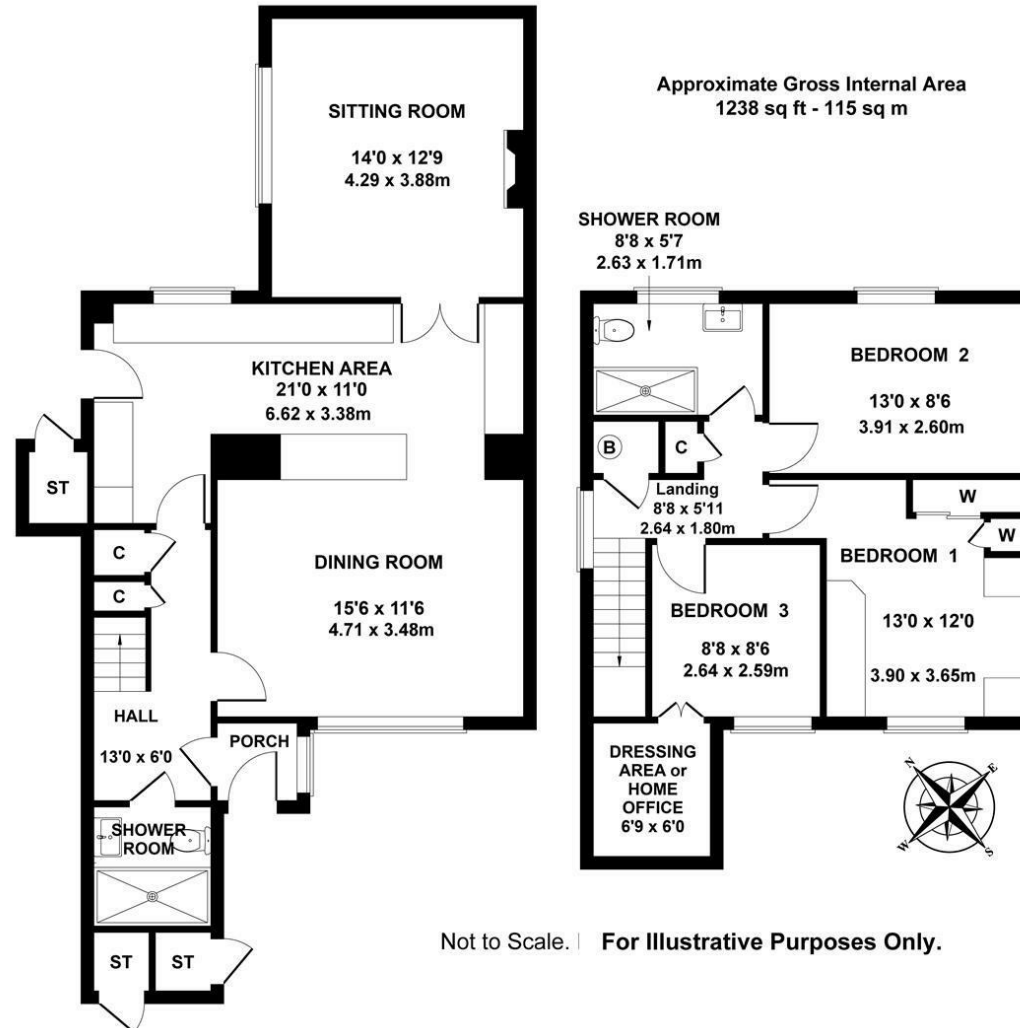 Approximate Gross Internal Area
1238 sq ft - 115 sq m
SITTING ROOM
14'0 x 12'9
4.29 x 3.88m
KITCHEN AREA
21'0 x 11'0
6.62 x 3.38m
ST
C
C
DINING ROOM
15'6 x 11'6
4.71 x 3.48m
HALL
13'0 x 6'0
PORCH
SHOWER
ROOM
ST
ST
SHOWER ROOM
8'8 x 5'7
2.63 x 1.71m
BEDROOM 2
13'0 x 8'6
3.91 x 2.60m
B
C
Landing
8'8 x 5'11
2.64 x 1.80m
W
W
BEDROOM 1
13'0 x 12'0
3.90 x 3.65m
BEDROOM 3
8'8 x 8'6
2.64 x 2.59m
DRESSING
AREA or
HOME
OFFICE
6'9 x 6'0
N
E
W
S
Not to Scale. For Illustrative Purposes Only.